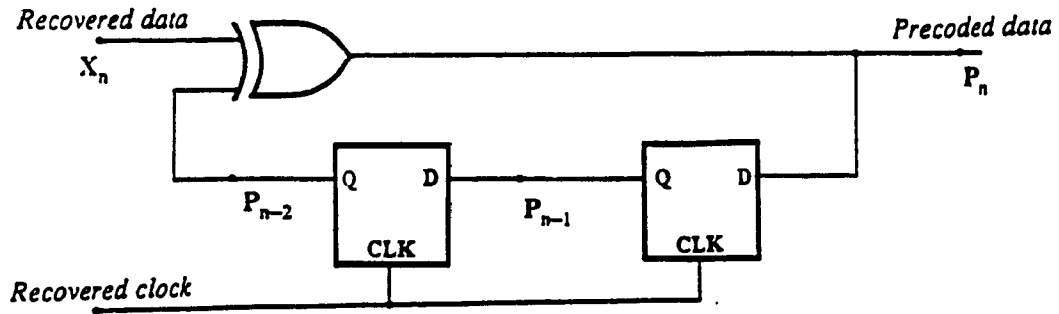 Recovered data
Precoded data
Xₙ
Pₙ
Q D
Q D
Pₙ₋₂
Pₙ₋₁
CLK
CLK
Recovered clock